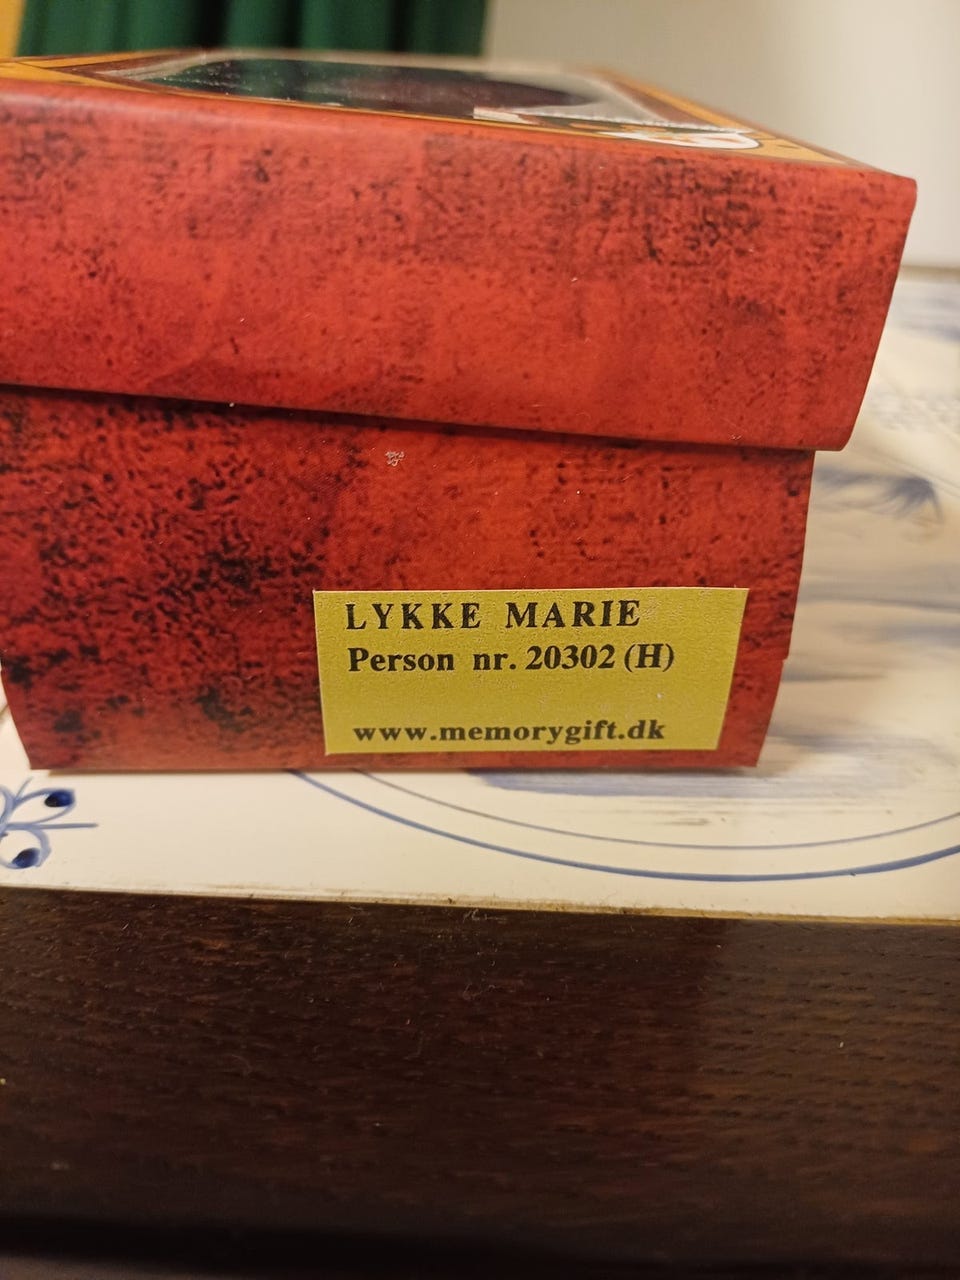 LYKKE MARIE
Person nr. 20302 (H)
www.memorygift.dk